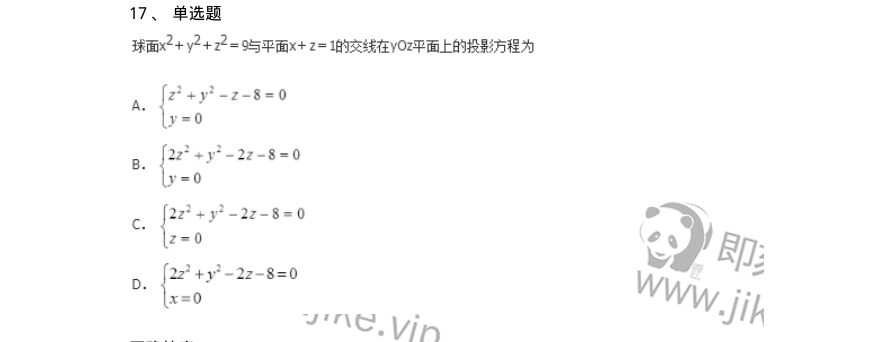 17 、 单选题
球面x²+ y²+ z²= 9与平面x+ z= 1的交线在yOz平面上的投影方程为
A. { z² + y² − z − 8 = 0
y = 0
B. { 2z² + y² − 2z − 8 = 0
y = 0
C. { 2z² + y² − 2z − 8 = 0
z = 0
D. { 2z² + y² − 2z − 8 = 0
x = 0
即
www.jik
jike.vip